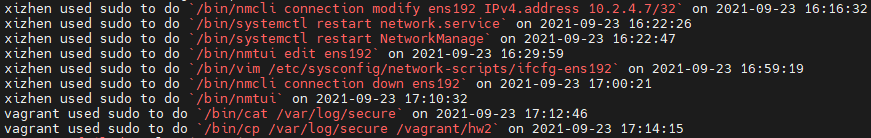 xizhen used sudo to do `/bin/nmcli connection modify ens192 IPv4.address 10.2.4.7/32` on 2021-09-23 16:16:32
xizhen used sudo to do `/bin/systemctl restart network.service` on 2021-09-23 16:22:26
xizhen used sudo to do `/bin/systemctl restart NetworkManage` on 2021-09-23 16:22:47
xizhen used sudo to do `/bin/nmtui edit ens192` on 2021-09-23 16:29:59
xizhen used sudo to do `/bin/vim /etc/sysconfig/network-scripts/ifcfg-ens192` on 2021-09-23 16:59:19
xizhen used sudo to do `/bin/nmcli connection down ens192` on 2021-09-23 17:00:21
xizhen used sudo to do `/bin/nmtui` on 2021-09-23 17:10:32
vagrant used sudo to do `/bin/cat /var/log/secure` on 2021-09-23 17:12:46
vagrant used sudo to do `/bin/cp /var/log/secure /vagrant/hw2` on 2021-09-23 17:14:15